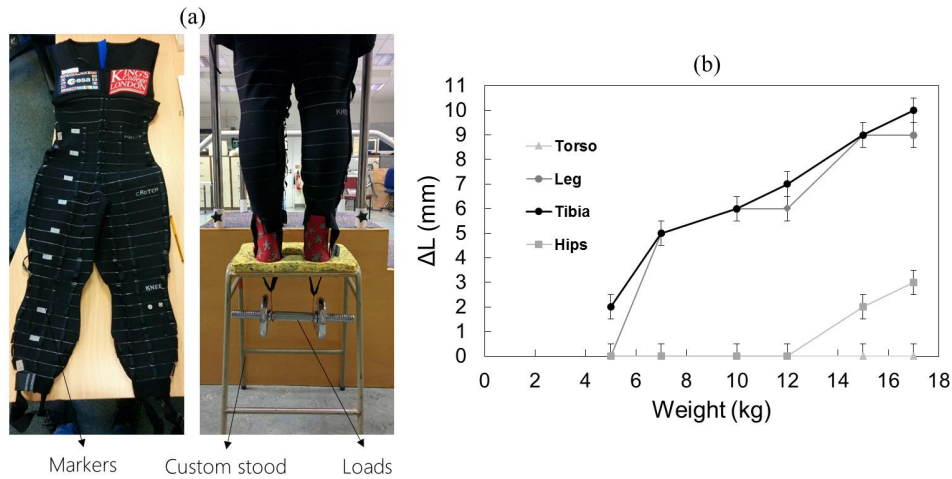 (a)
esa
KING'S
College
LONDON
CROTCH
KNEE
Markers
Custom stood
Loads
(b)
ΔL (mm)
11
10
9
8
7
6
5
4
3
2
1
0
Torso
Leg
Tibia
Hips
0 2 4 6 8 10 12 14 16 18
Weight (kg)